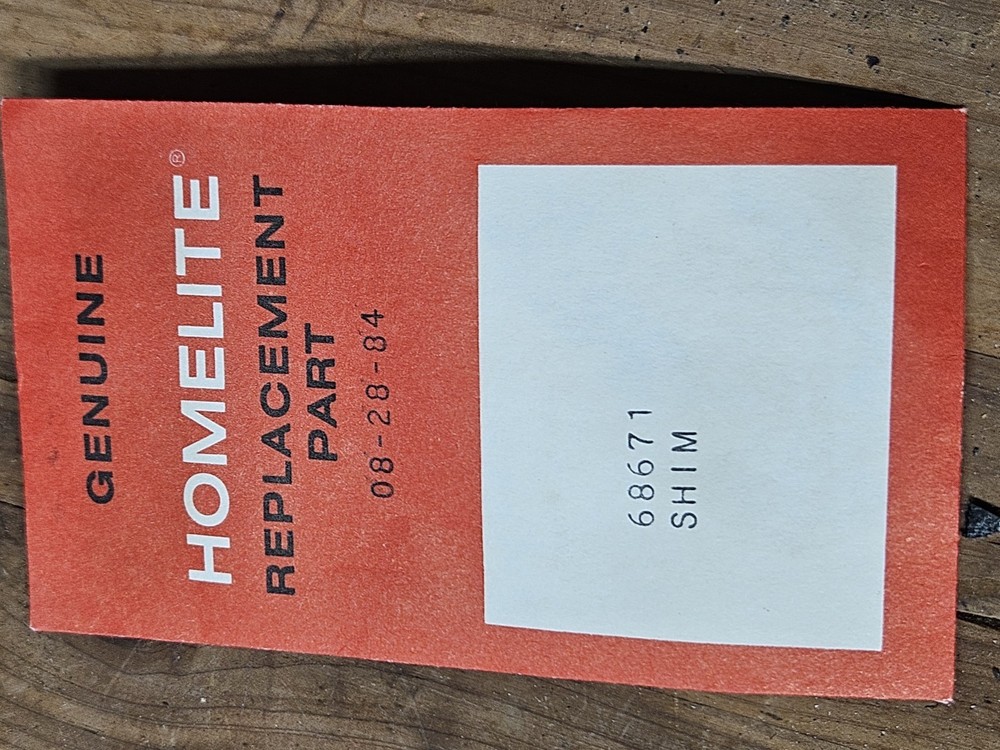 GENUINE
HOMELITE®
REPLACEMENT
PART
08-28-84
68671
SHIM